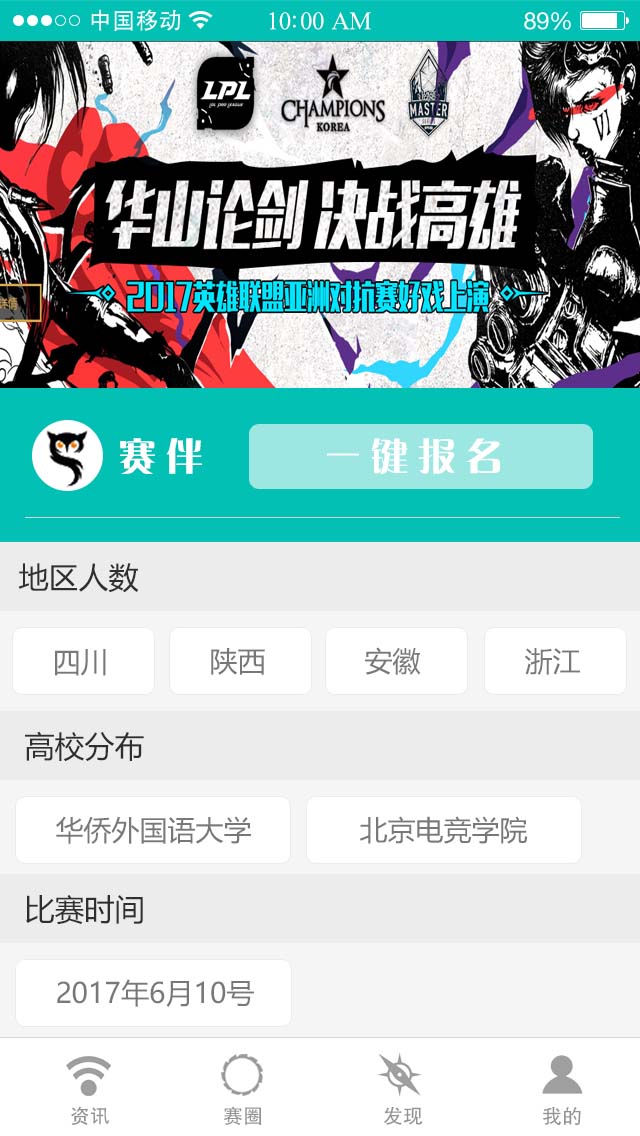 中国移动 10:00 AM 89%
LPL
LOL PRO LEAGUE
CHAMPIONS
KOREA
MASTER
VI
华山论剑 决战高雄
2017英雄联盟亚洲对抗赛好戏上演
赛伴 一键报名
地区人数
四川 陕西 安徽 浙江
高校分布
华侨外国语大学 北京电竞学院
比赛时间
2017年6月10号
资讯 赛圈 发现 我的